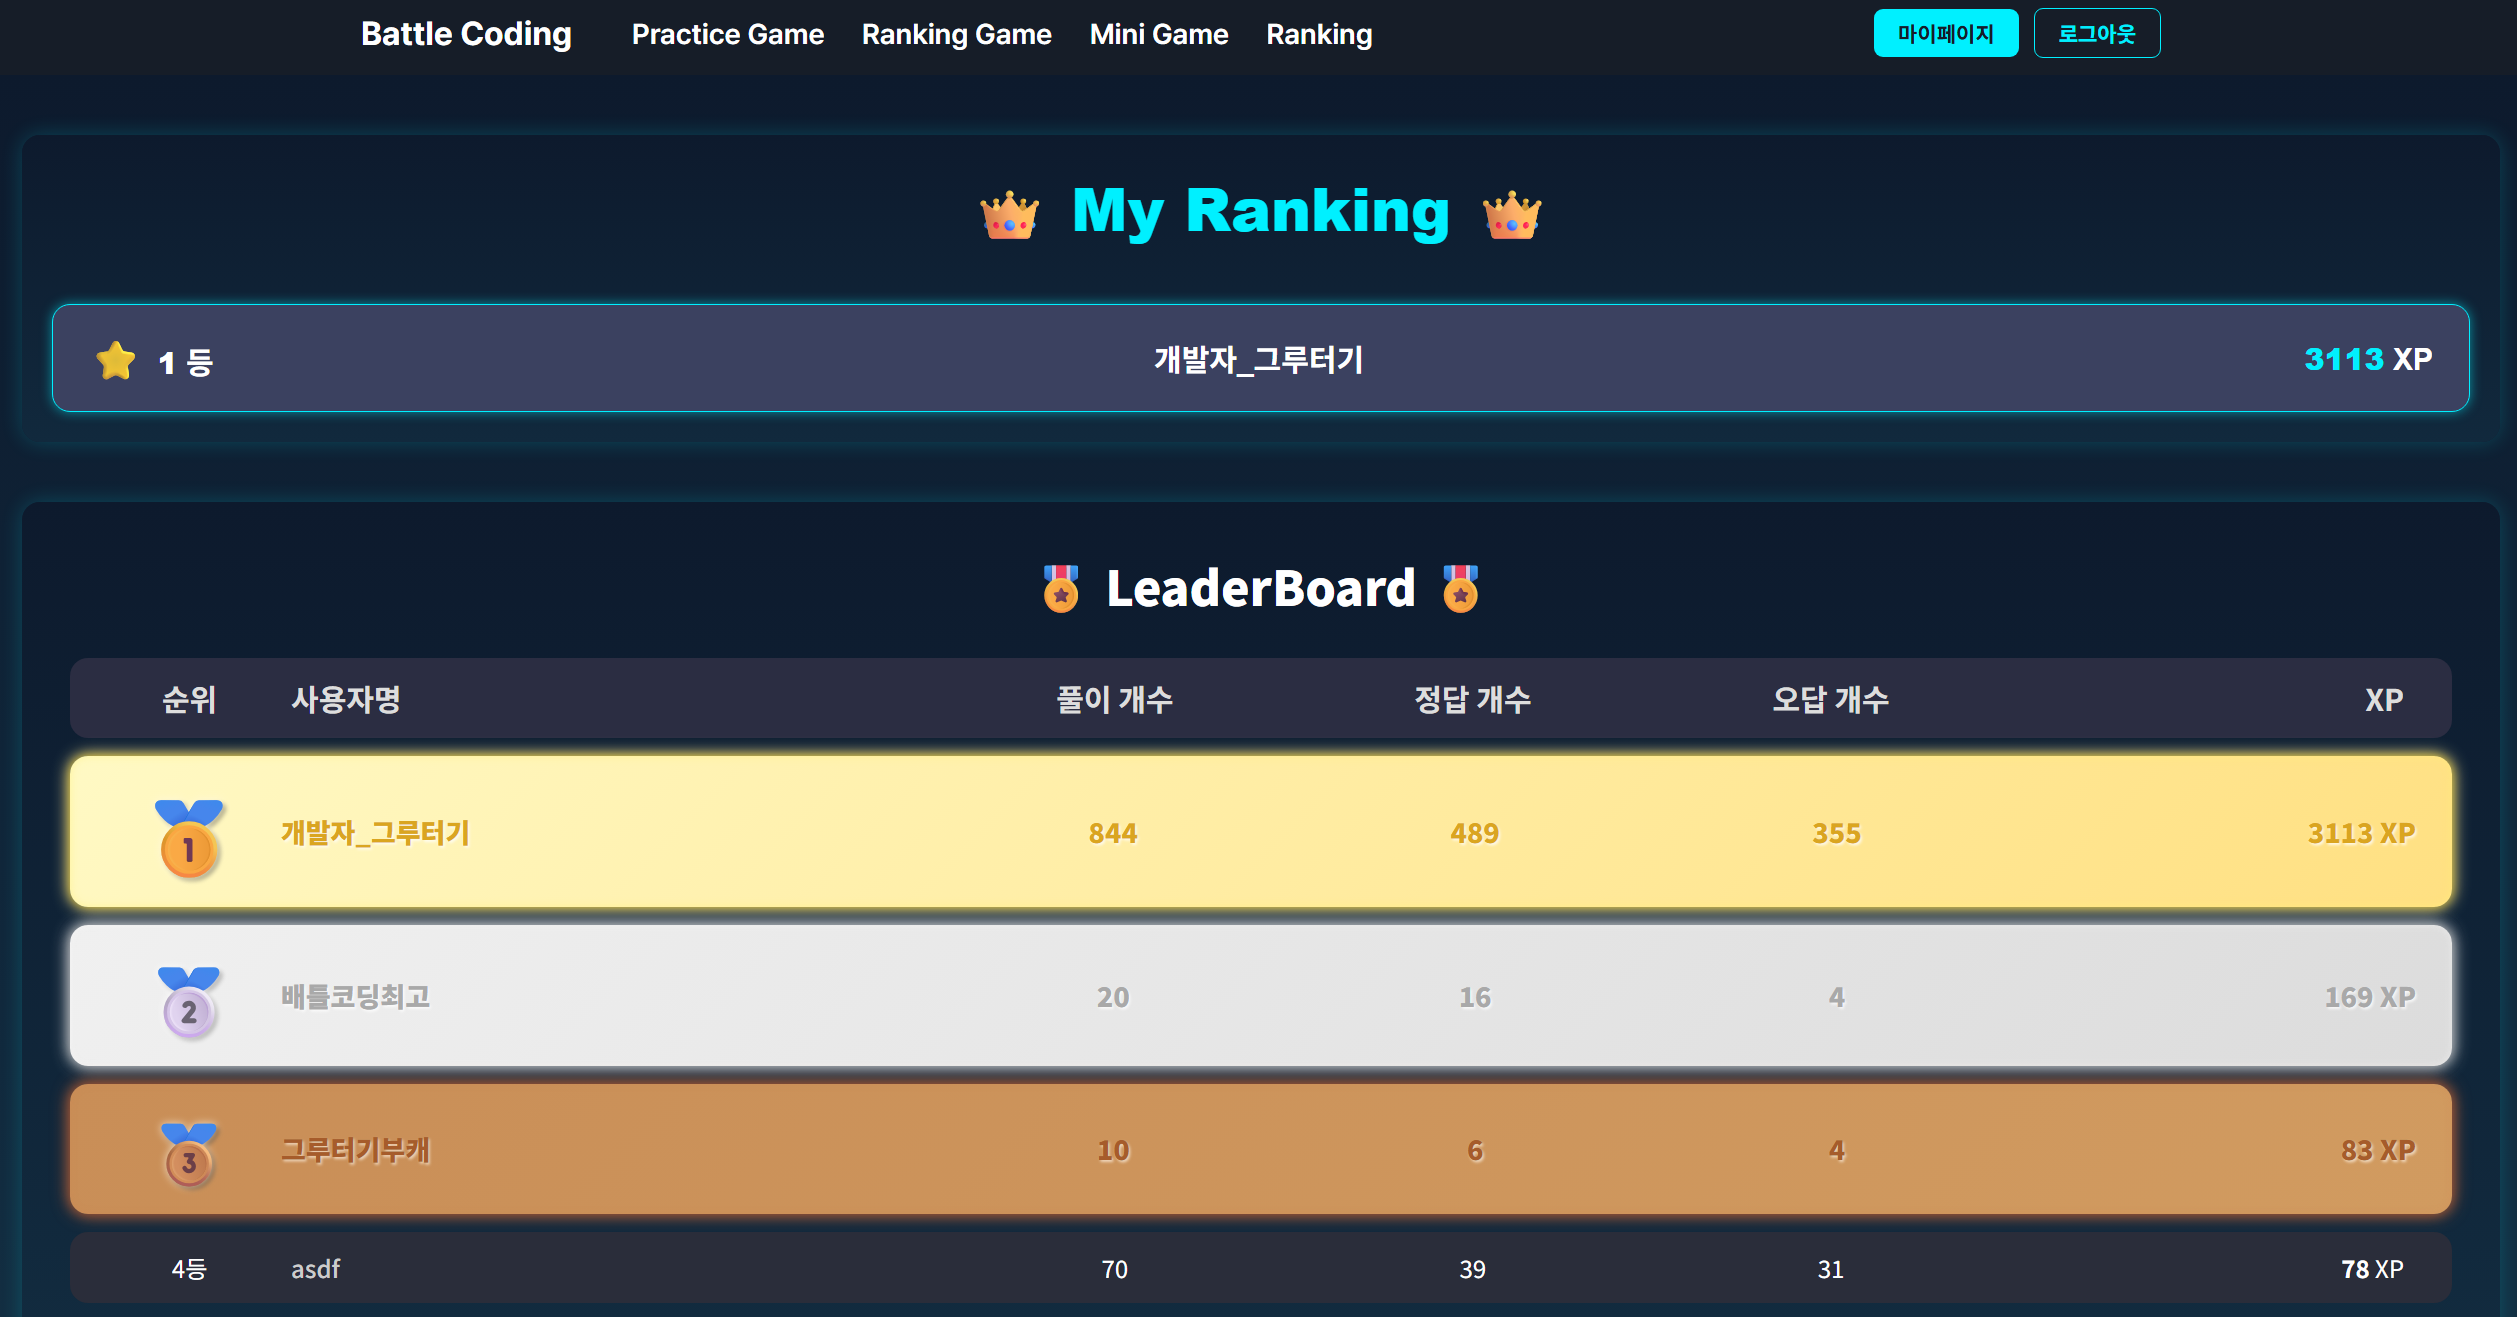 Battle Coding Practice Game Ranking Game Mini Game Ranking 마이페이지 로그아웃
My Ranking
1 등 개발자_그루터기 3113 XP
LeaderBoard
순위 사용자명 풀이 개수 정답 개수 오답 개수 XP
1 개발자_그루터기 844 489 355 3113 XP
2 배틀코딩최고 20 16 4 169 XP
3 그루터기부캐 10 6 4 83 XP
4등 asdf 70 39 31 78 XP